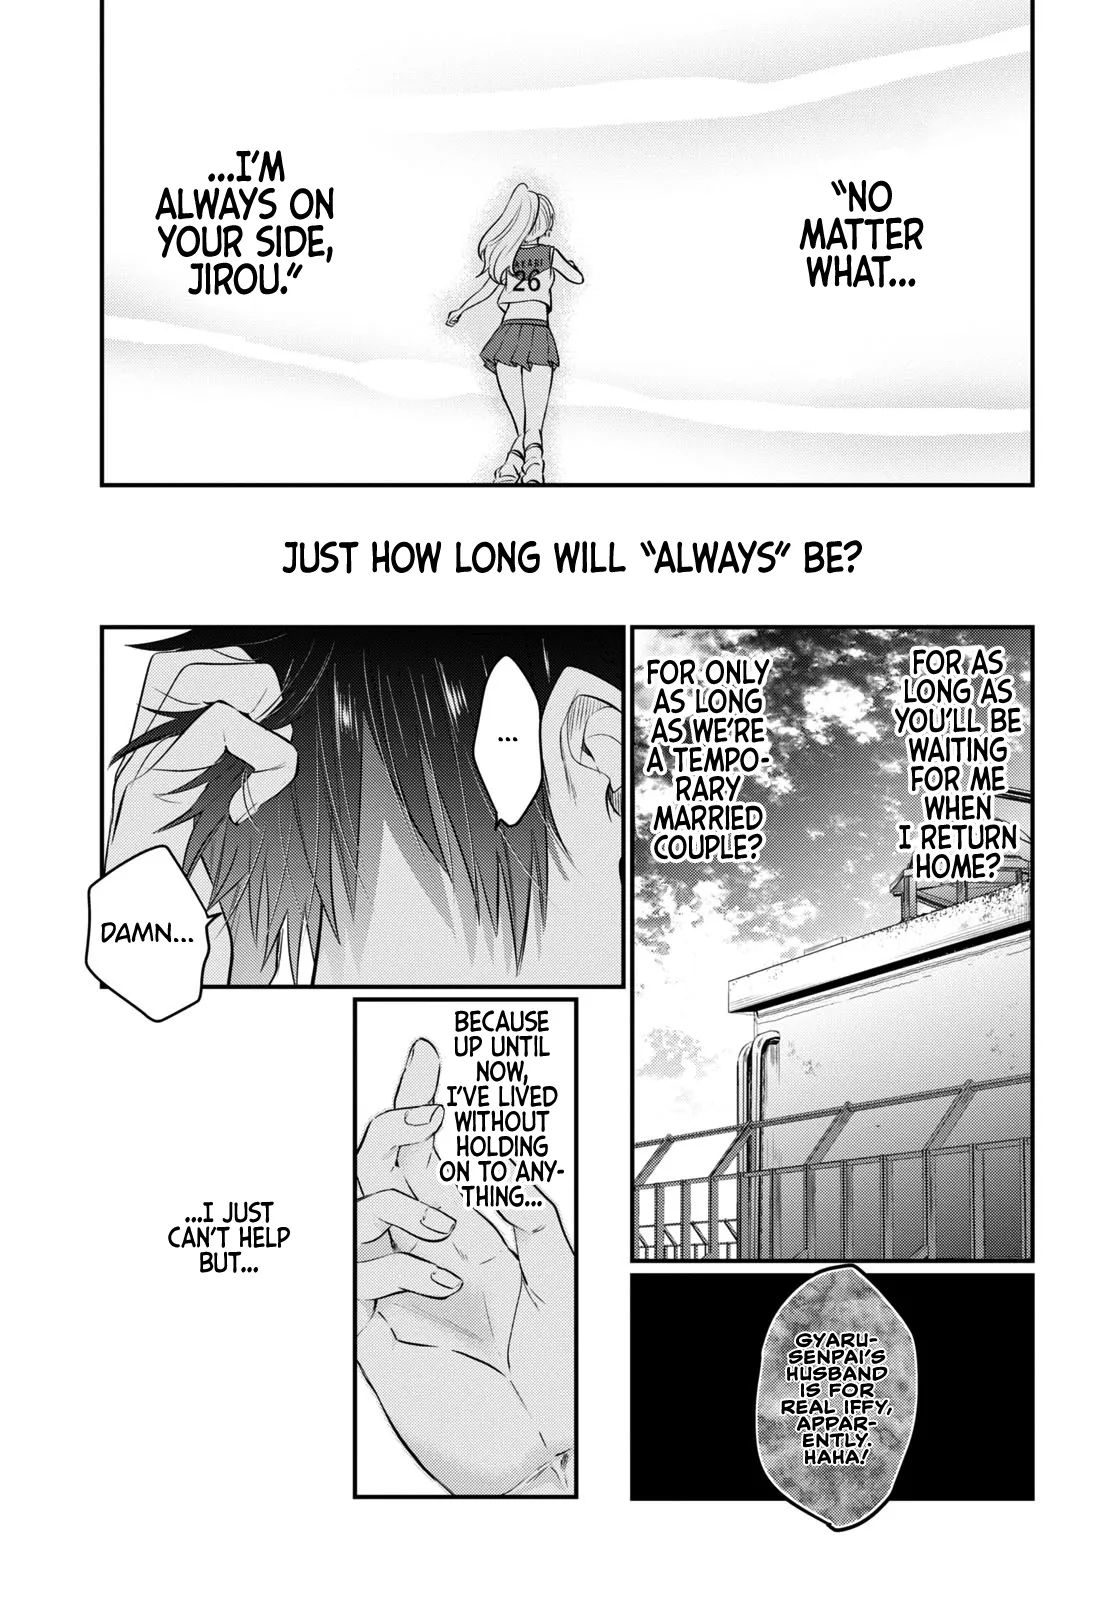 "NO
MATTER
WHAT...
...I'M
ALWAYS ON
YOUR SIDE,
JIROU."
AKARI
26
JUST HOW LONG WILL "ALWAYS" BE?
FOR AS
LONG AS
YOU'LL BE
WAITING
FOR ME
WHEN
I RETURN
HOME?
FOR ONLY
AS LONG
AS WE'RE
A TEMPO-
RARY
MARRIED
COUPLE?
...
DAMN...
GYARU-
SENPAI'S
HUSBAND
IS FOR
REAL IFFY,
APPAR-
ENTLY.
HAHA!
BECAUSE
UP UNTIL
NOW,
I'VE LIVED
WITHOUT
HOLDING
ON TO ANY-
THING...
...I JUST
CAN'T HELP
BUT...